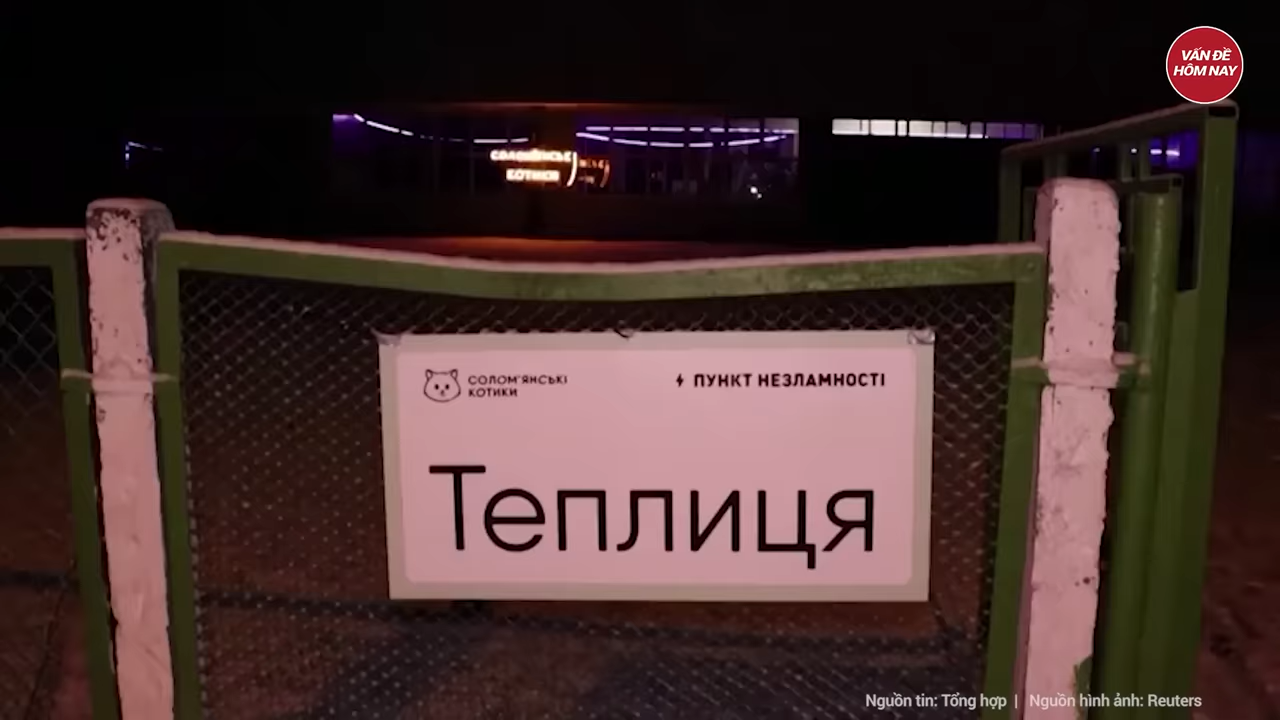 VẤN ĐỀ
HÔM NAY
СОЛОМ'ЯНСЬКІ
КОТИКИ
СОЛОМ'ЯНСЬКІ
КОТИКИ
ПУНКТ НЕЗЛАМНОСТІ
Теплиця
Nguồn tin: Tổng hợp | Nguồn hình ảnh: Reuters